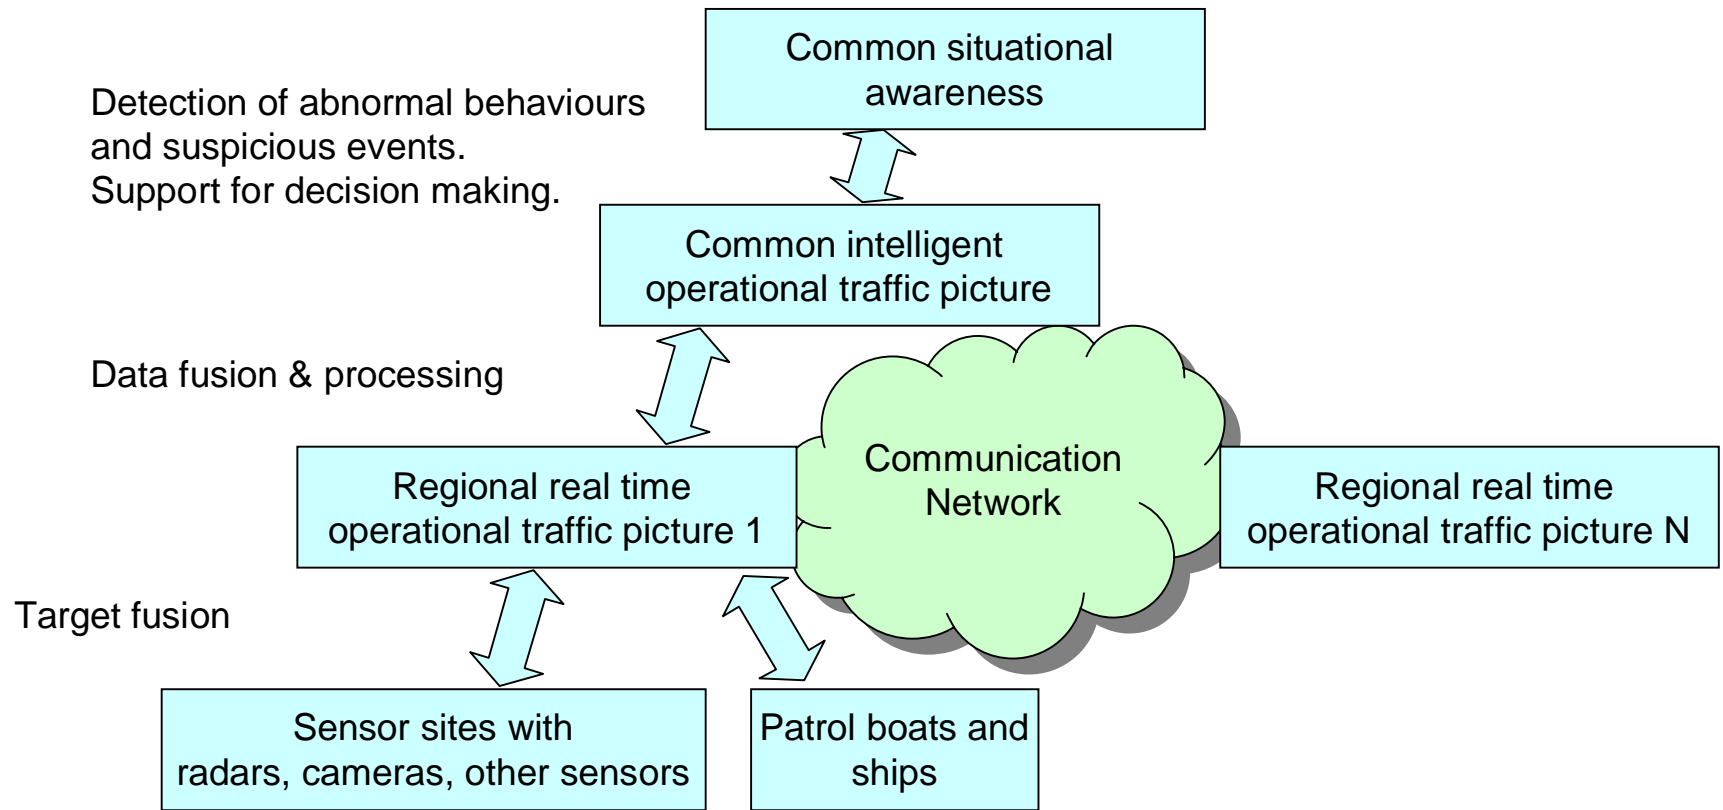 Common situational
awareness
Detection of abnormal behaviours
and suspicious events.
Support for decision making.
Common intelligent
operational traffic picture
Data fusion & processing
Communication
Network
Regional real time
operational traffic picture 1
Regional real time
operational traffic picture N
Target fusion
Sensor sites with
radars, cameras, other sensors
Patrol boats and
ships